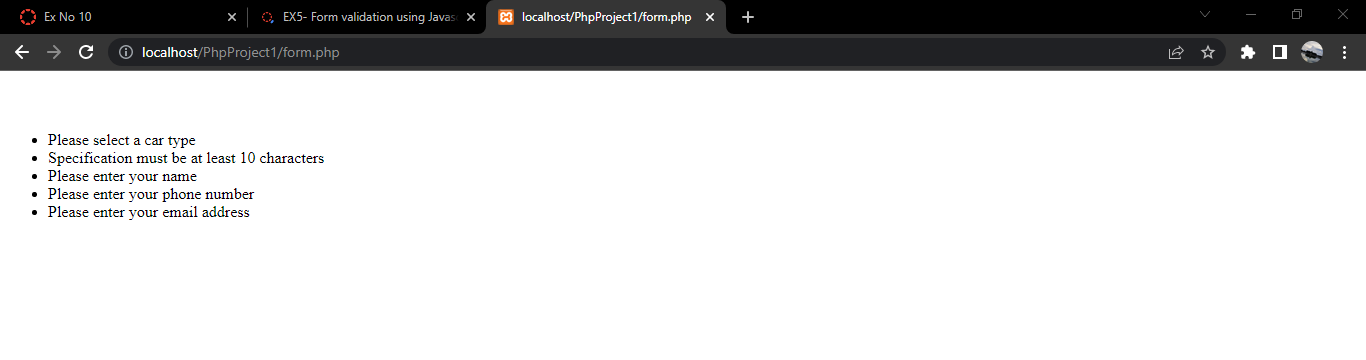 Ex No 10
EX5- Form validation using Javas
localhost/PhpProject1/form.php
localhost/PhpProject1/form.php
Please select a car type
Specification must be at least 10 characters
Please enter your name
Please enter your phone number
Please enter your email address